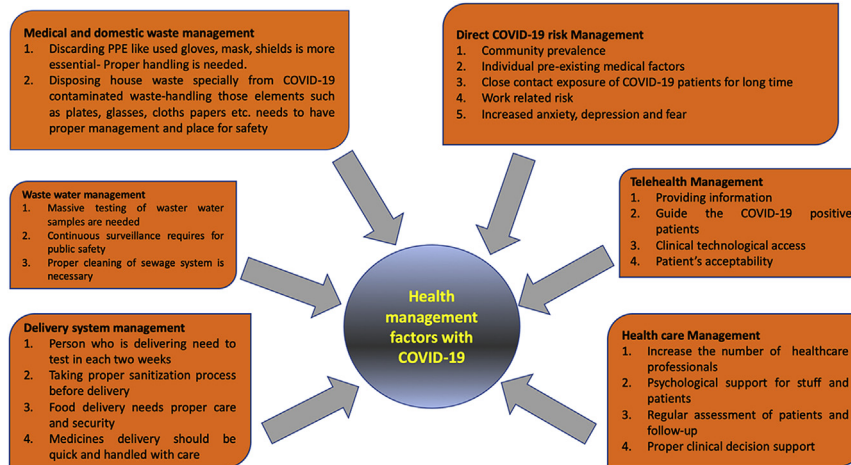 Medical and domestic waste management
1. Discarding PPE like used gloves, mask, shields is more
essential- Proper handling is needed.
2. Disposing house waste specially from COVID-19
contaminated waste-handling those elements such
as plates, glasses, cloths papers etc. needs to have
proper management and place for safety
Direct COVID-19 risk Management
1. Community prevalence
2. Individual pre-existing medical factors
3. Close contact exposure of COVID-19 patients for long time
4. Work related risk
5. Increased anxiety, depression and fear
Waste water management
1. Massive testing of waster water
samples are needed
2. Continuous surveillance requires for
public safety
3. Proper cleaning of sewage system is
necessary
Telehealth Management
1. Providing information
2. Guide the COVID-19 positive
patients
3. Clinical technological access
4. Patient's acceptability
Health
management
factors with
COVID-19
Delivery system management
1. Person who is delivering need to
test in each two weeks
2. Taking proper sanitization process
before delivery
3. Food delivery needs proper care
and security
4. Medicines delivery should be
quick and handled with care
Health care Management
1. Increase the number of healthcare
professionals
2. Psychological support for stuff and
patients
3. Regular assessment of patients and
follow-up
4. Proper clinical decision support